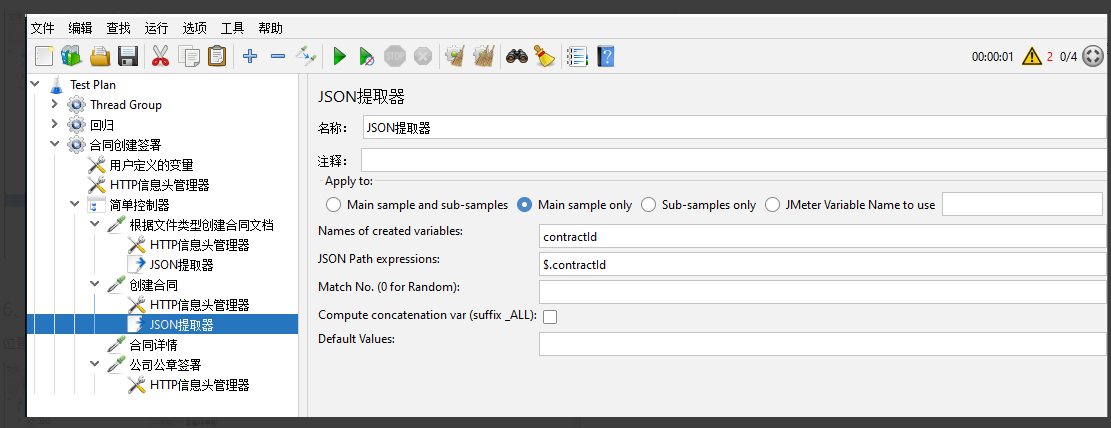 文件 编辑 查找 运行 选项 工具 帮助
00:00:01 2 0/4
Test Plan
Thread Group
回归
合同创建签署
用户定义的变量
HTTP信息头管理器
简单控制器
根据文件类型创建合同文档
HTTP信息头管理器
JSON提取器
创建合同
HTTP信息头管理器
JSON提取器
合同详情
公司公章签署
HTTP信息头管理器
JSON提取器
名称: JSON提取器
注释:
Apply to:
Main sample and sub-samples Main sample only Sub-samples only JMeter Variable Name to use
Names of created variables: contractId
JSON Path expressions: $.contractId
Match No. (0 for Random):
Compute concatenation var (suffix _ALL):
Default Values: